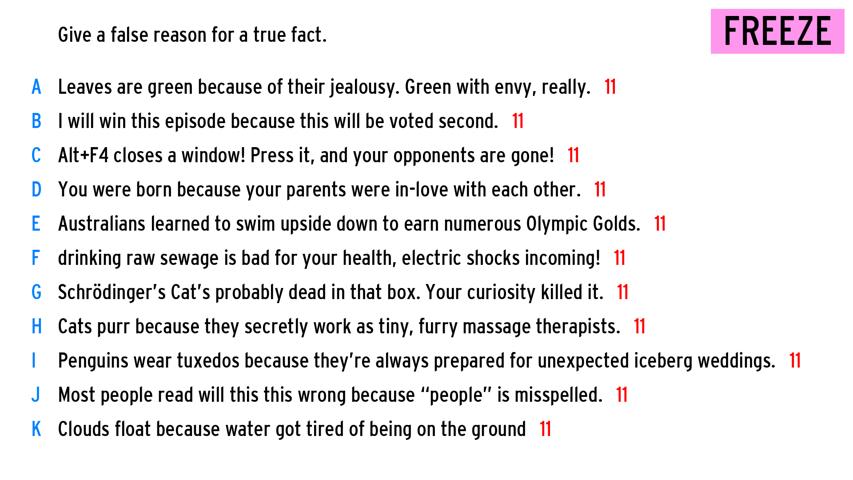 Give a false reason for a true fact.
FREEZE
A Leaves are green because of their jealousy. Green with envy, really. 11
B I will win this episode because this will be voted second. 11
C Alt+F4 closes a window! Press it, and your opponents are gone! 11
D You were born because your parents were in-love with each other. 11
E Australians learned to swim upside down to earn numerous Olympic Golds. 11
F drinking raw sewage is bad for your health, electric shocks incoming! 11
G Schrödinger’s Cat’s probably dead in that box. Your curiosity killed it. 11
H Cats purr because they secretly work as tiny, furry massage therapists. 11
I Penguins wear tuxedos because they’re always prepared for unexpected iceberg weddings. 11
J Most people read will this this wrong because “people” is misspelled. 11
K Clouds float because water got tired of being on the ground 11